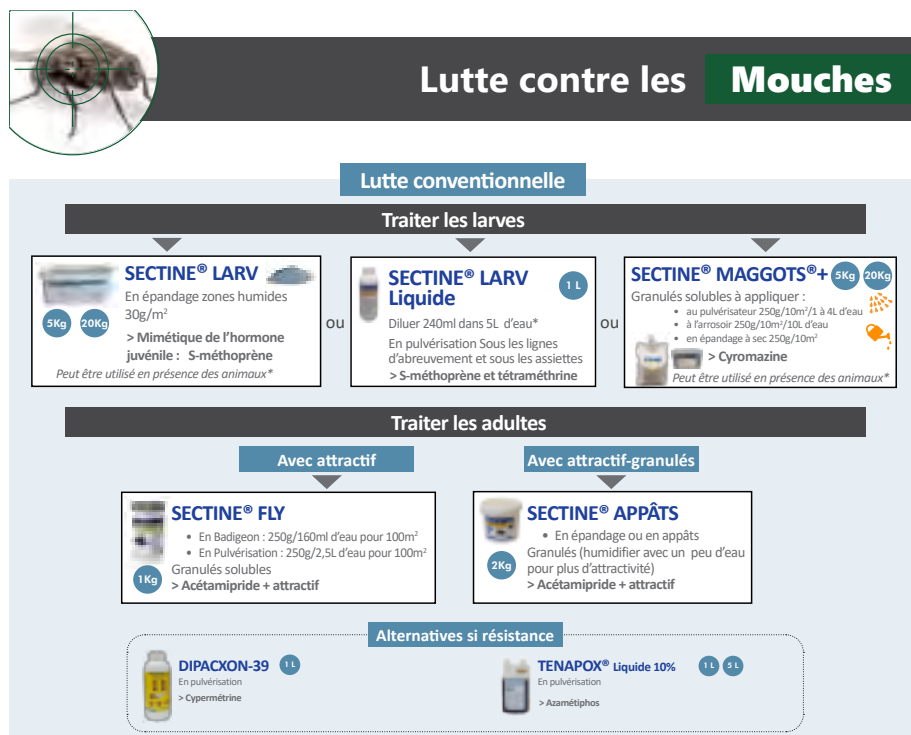 Lutte contre les Mouches
Lutte conventionnelle
Traiter les larves
SECTINE® LARV
En épandage zones humides
30g/m²
5Kg 20Kg
> Mimétique de l'hormone
juvénile : S-méthoprène
Peut être utilisé en présence des animaux*
ou
SECTINE® LARV
Liquide
1 L
Diluer 240ml dans 5L d'eau*
En pulvérisation Sous les lignes
d'abreuvement et sous les assiettes
> S-méthoprène et tétraméthrine
ou
SECTINE® MAGGOTS®+ 5Kg 20Kg
Granulés solubles à appliquer :
• au pulvérisateur 250g/10m²/1 à 4L d'eau
• à l'arrosoir 250g/10m²/10L d'eau
• en épandage à sec 250g/10m²
> Cyromazine
Peut être utilisé en présence des animaux*
Traiter les adultes
Avec attractif
SECTINE® FLY
• En Badigeon : 250g/160ml d'eau pour 100m²
• En Pulvérisation : 250g/2,5L d'eau pour 100m²
Granulés solubles
1Kg
> Acétamipride + attractif
Avec attractif-granulés
SECTINE® APPÂTS
• En épandage ou en appâts
Granulés (humidifier avec un peu d'eau
pour plus d'attractivité)
2Kg
> Acétamipride + attractif
Alternatives si résistance
DIPACXON-39 1 L
En pulvérisation
> Cypermétrine
TENAPOX® Liquide 10% 1 L 5 L
En pulvérisation
> Azamétiphos